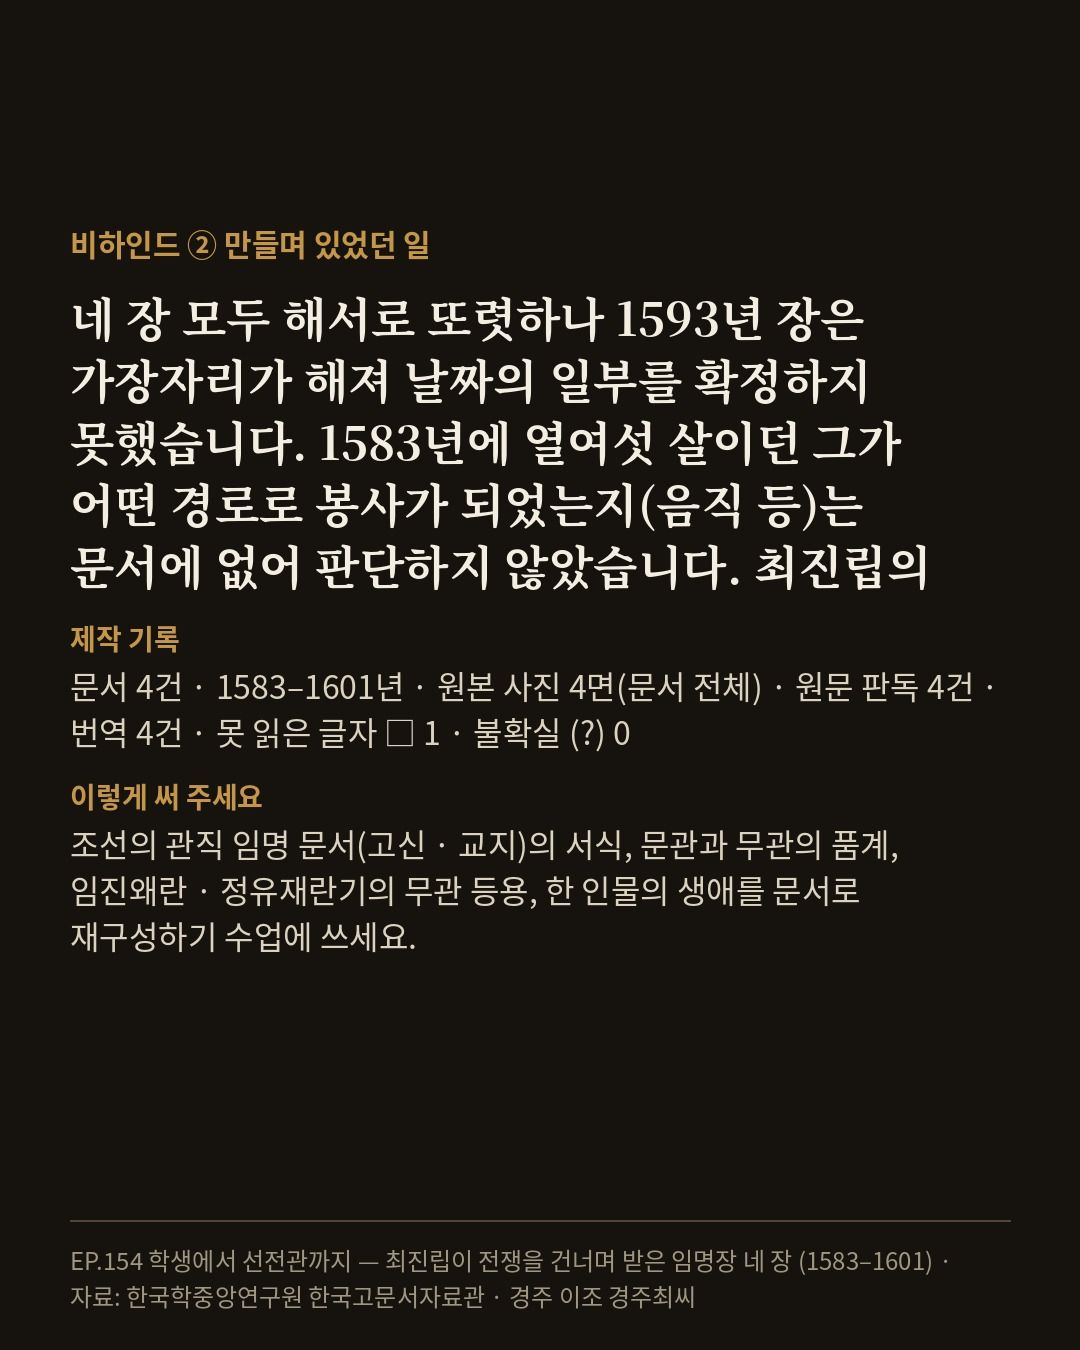 비하인드 ② 만들며 있었던 일
네 장 모두 해서로 또렷하나 1593년 장은
가장자리가 해져 날짜의 일부를 확정하지
못했습니다. 1583년에 열여섯 살이던 그가
어떤 경로로 봉사가 되었는지(음직 등)는
문서에 없어 판단하지 않았습니다. 최진립의
제작 기록
문서 4건 · 1583–1601년 · 원본 사진 4면(문서 전체) · 원문 판독 4건 ·
번역 4건 · 못 읽은 글자 □ 1 · 불확실 (?) 0
이렇게 써 주세요
조선의 관직 임명 문서(고신 · 교지)의 서식, 문관과 무관의 품계,
임진왜란 · 정유재란기의 무관 등용, 한 인물의 생애를 문서로
재구성하기 수업에 쓰세요.
EP.154 학생에서 선전관까지 — 최진립이 전쟁을 건너며 받은 임명장 네 장 (1583–1601) ·
자료: 한국학중앙연구원 한국고문서자료관 · 경주 이조 경주최씨